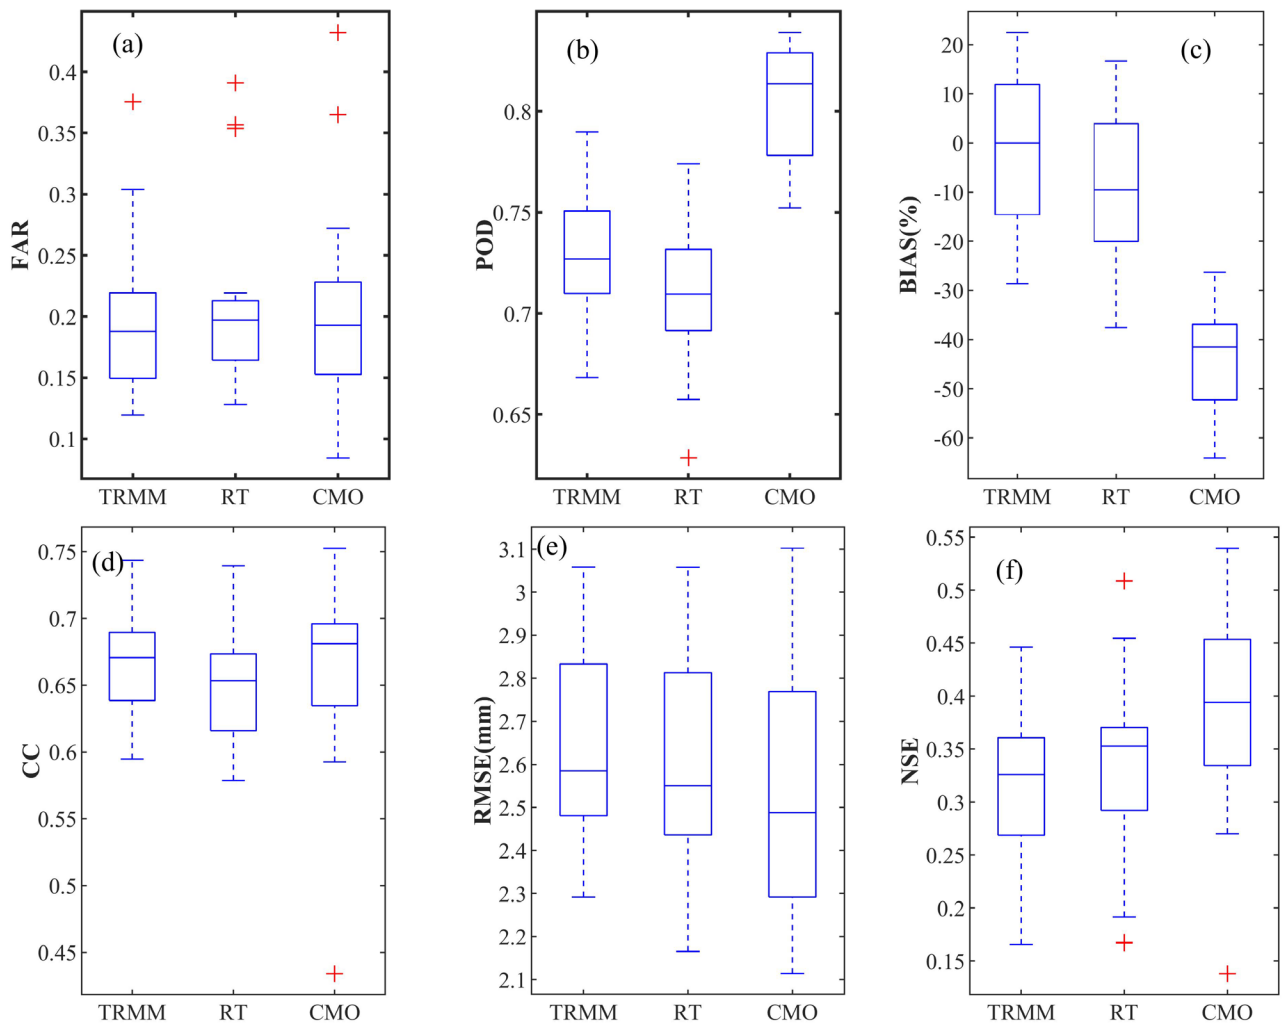 (a)
FAR
0.4
0.35
0.3
0.25
0.2
0.15
0.1
TRMM RT CMO
(b)
POD
0.8
0.75
0.7
0.65
TRMM RT CMO
(c)
BIAS(%)
20
10
0
-10
-20
-30
-40
-50
-60
TRMM RT CMO
(d)
CC
0.75
0.7
0.65
0.6
0.55
0.5
0.45
TRMM RT CMO
(e)
RMSE(mm)
3.1
3
2.9
2.8
2.7
2.6
2.5
2.4
2.3
2.2
2.1
TRMM RT CMO
(f)
NSE
0.55
0.5
0.45
0.4
0.35
0.3
0.25
0.2
0.15
TRMM RT CMO